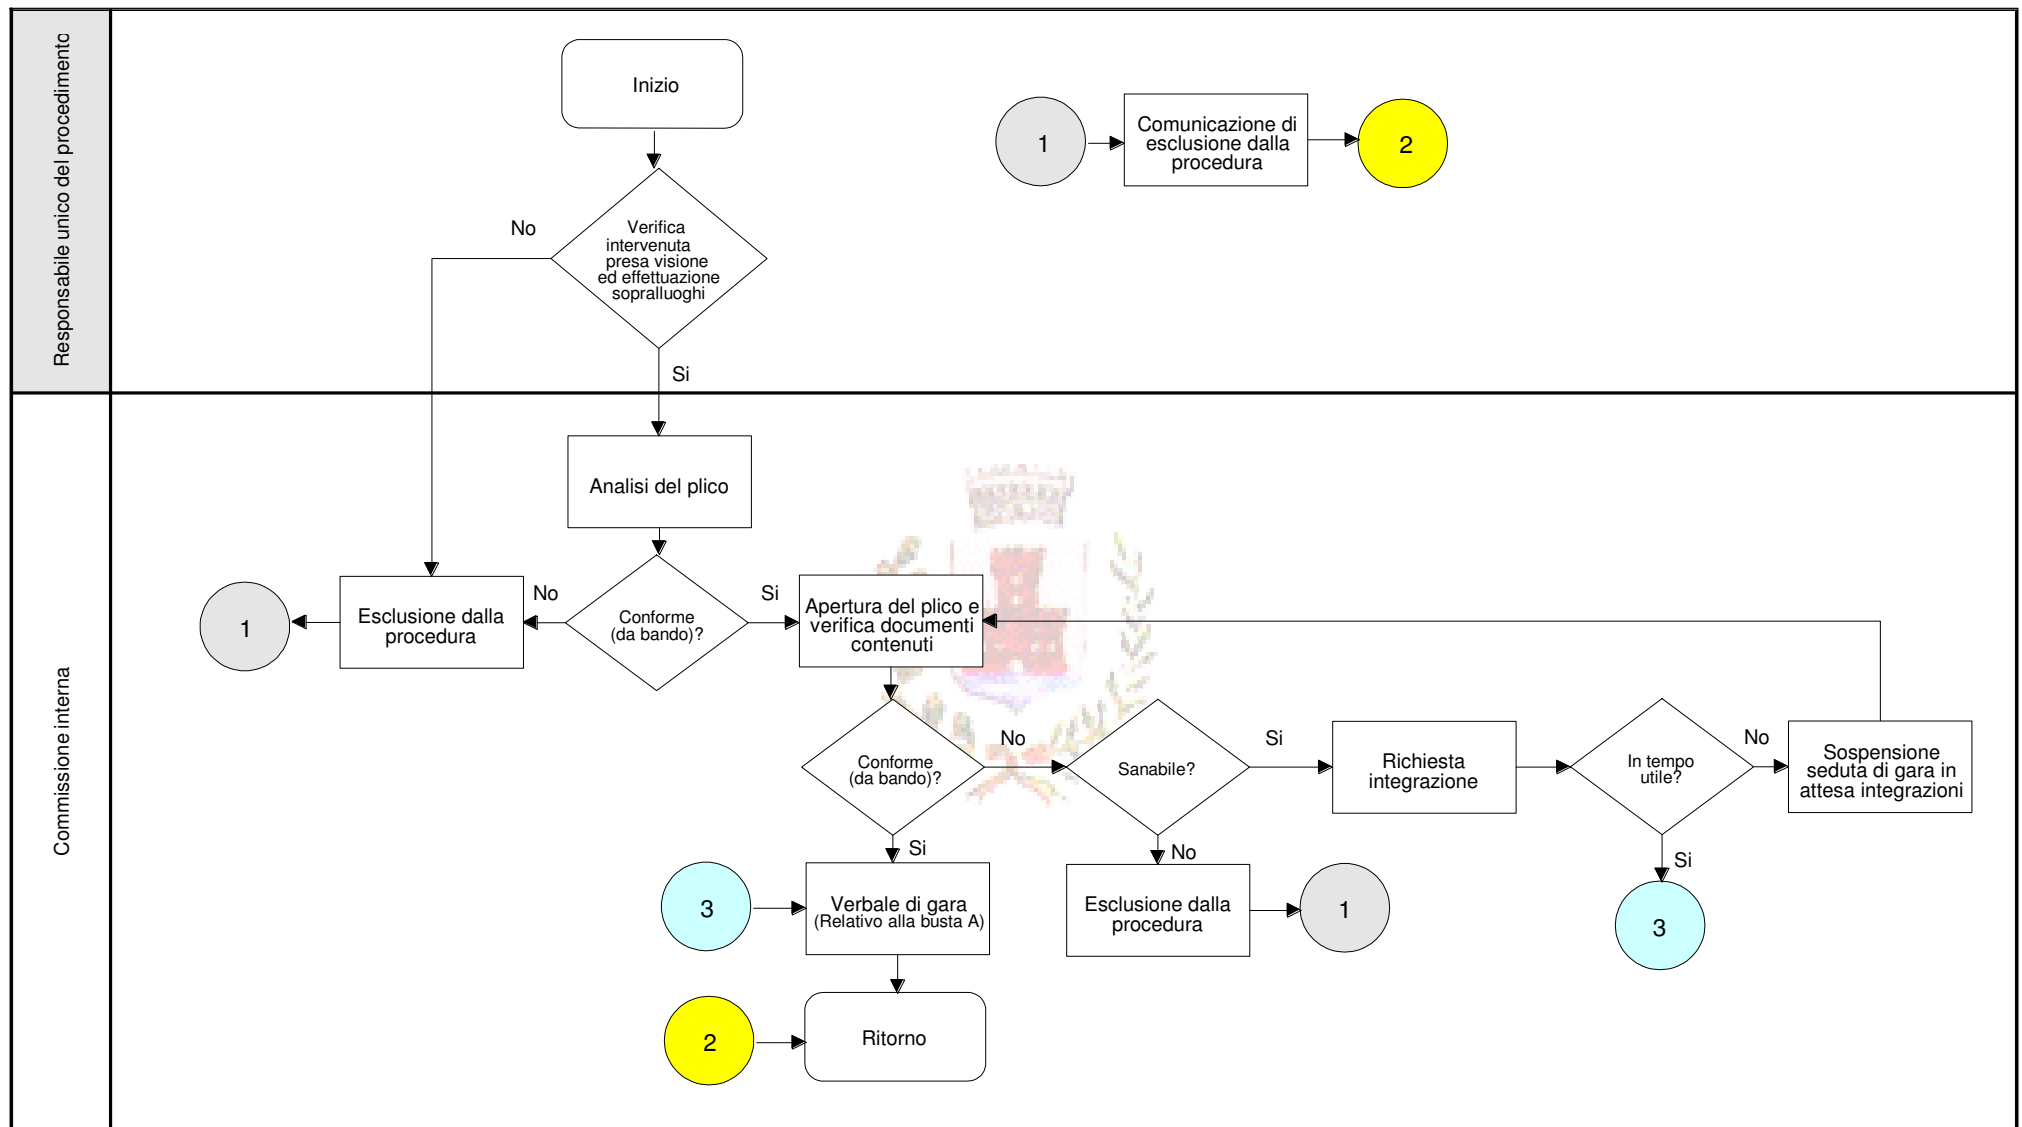 Responsabile unico del procedimento
Inizio
1
Comunicazione di
esclusione dalla
procedura
2
No
Verifica
intervenuta
presa visione
ed effettuazione
sopralluoghi
Si
Commissione interna
Analisi del plico
1
Esclusione dalla
procedura
No
Conforme
(da bando)?
Si
Apertura del plico e
verifica documenti
contenuti
Conforme
(da bando)?
No
Sanabile?
Si
Richiesta
integrazione
In tempo
utile?
No
Sospensione
seduta di gara in
attesa integrazioni
Si
No
Si
3
Verbale di gara
(Relativo alla busta A)
Esclusione dalla
procedura
1
3
2
Ritorno